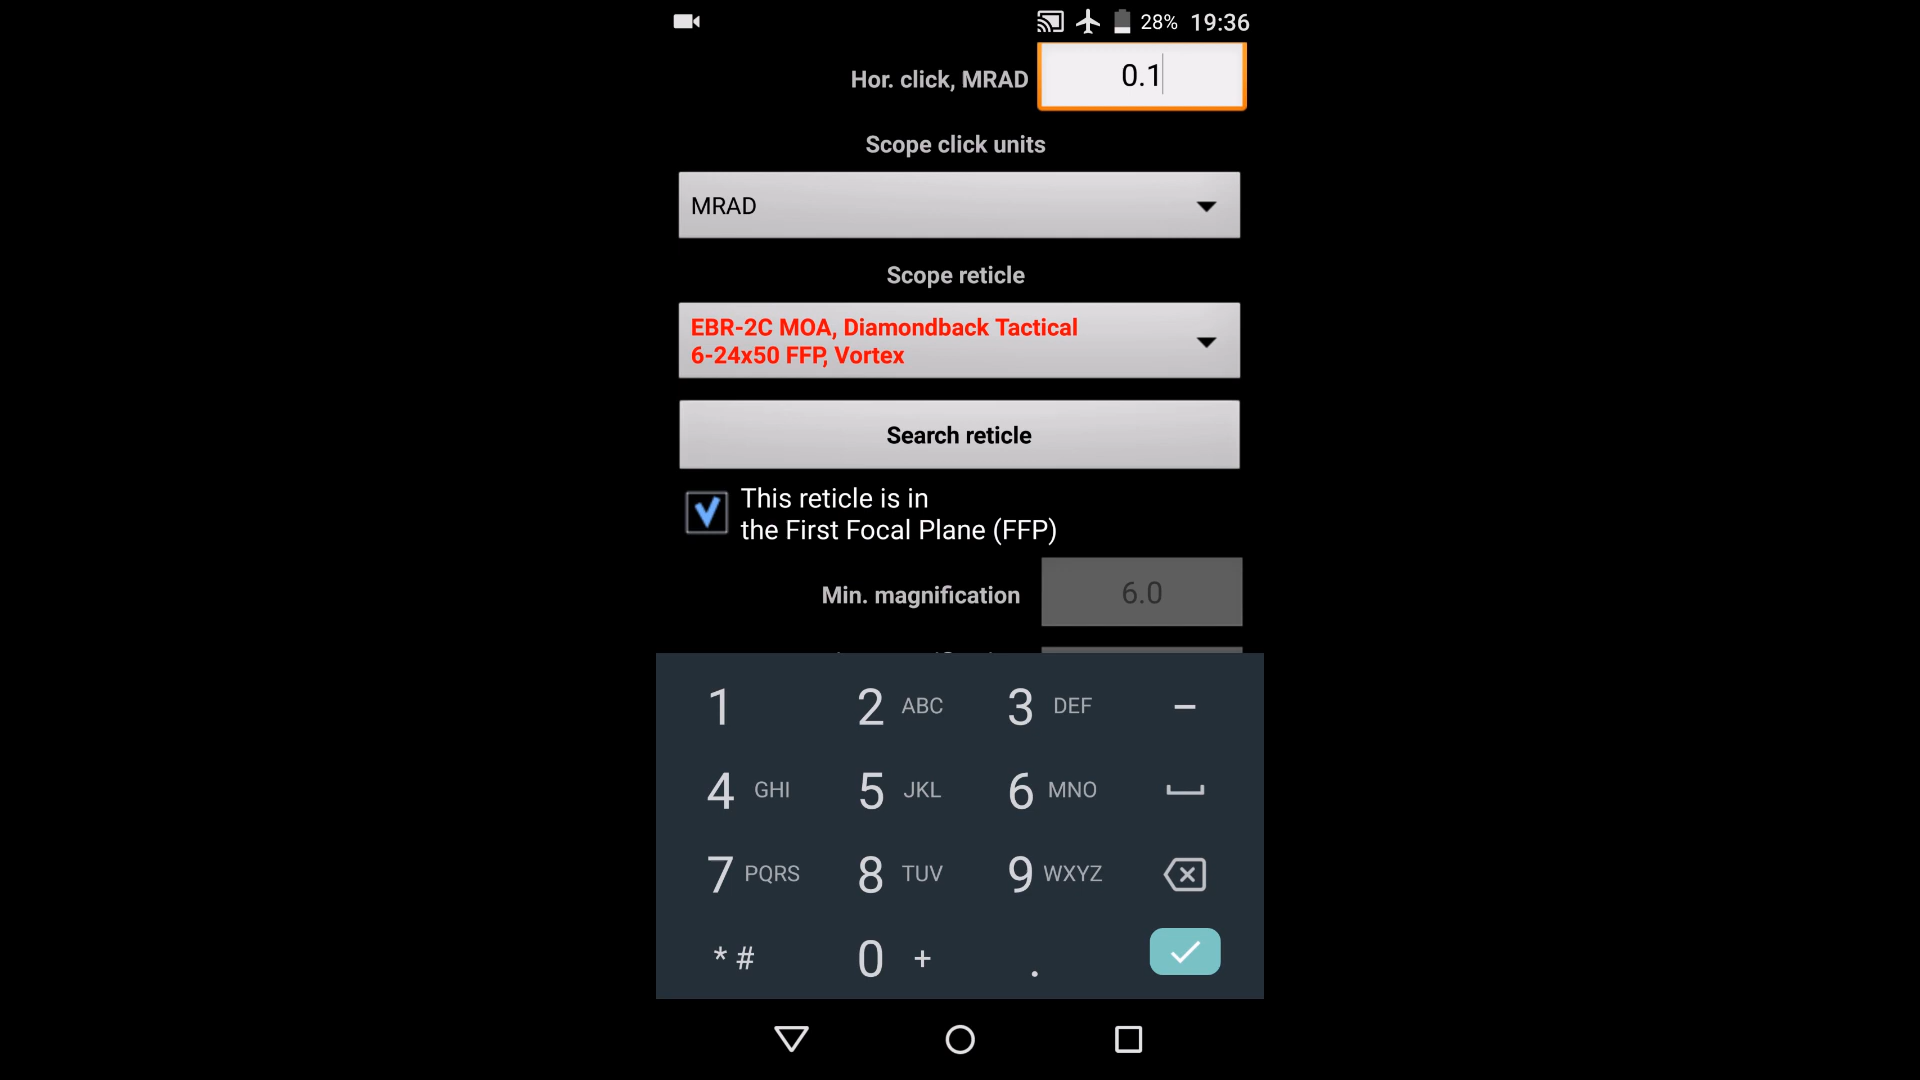 28% 19:36
Hor. click, MRAD 0.1
Scope click units
MRAD
Scope reticle
EBR-2C MOA, Diamondback Tactical
6-24x50 FFP, Vortex
Search reticle
This reticle is in
the First Focal Plane (FFP)
Min. magnification 6.0
1 2 ABC 3 DEF –
4 GHI 5 JKL 6 MNO
7 PQRS 8 TUV 9 WXYZ
* # 0 + .